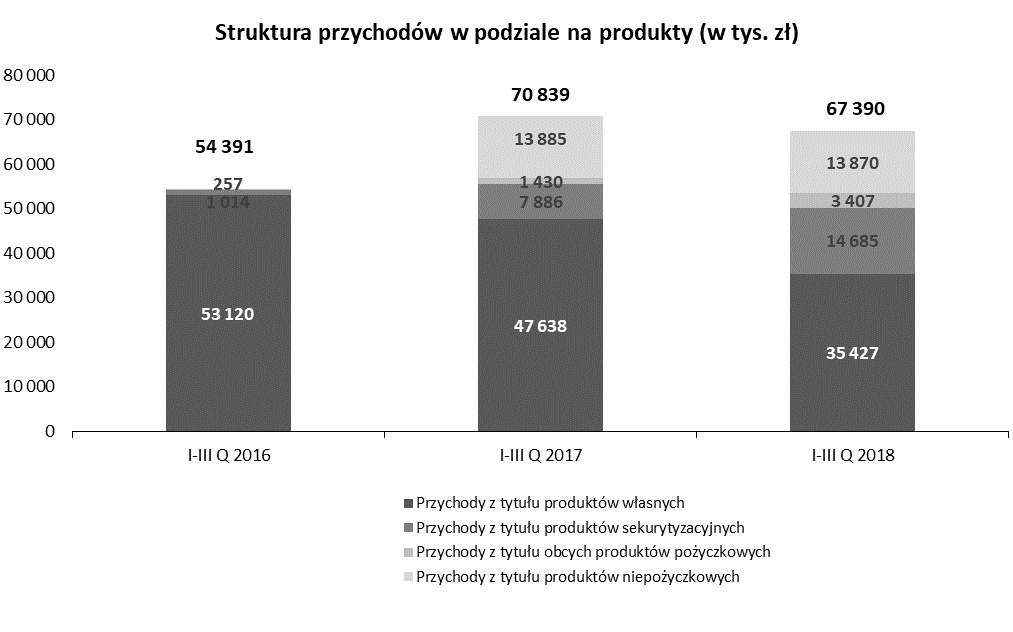 Struktura przychodów w podziale na produkty (w tys. zł)
80 000
70 000
60 000
50 000
40 000
30 000
20 000
10 000
0
54 391
257
1 014
53 120
70 839
13 885
1 430
7 886
47 638
67 390
13 870
3 407
14 685
35 427
I-III Q 2016
I-III Q 2017
I-III Q 2018
Przychody z tytułu produktów własnych
Przychody z tytułu produktów sekurytyzacyjnych
Przychody z tytułu obcych produktów pożyczkowych
Przychody z tytułu produktów niepożyczkowych